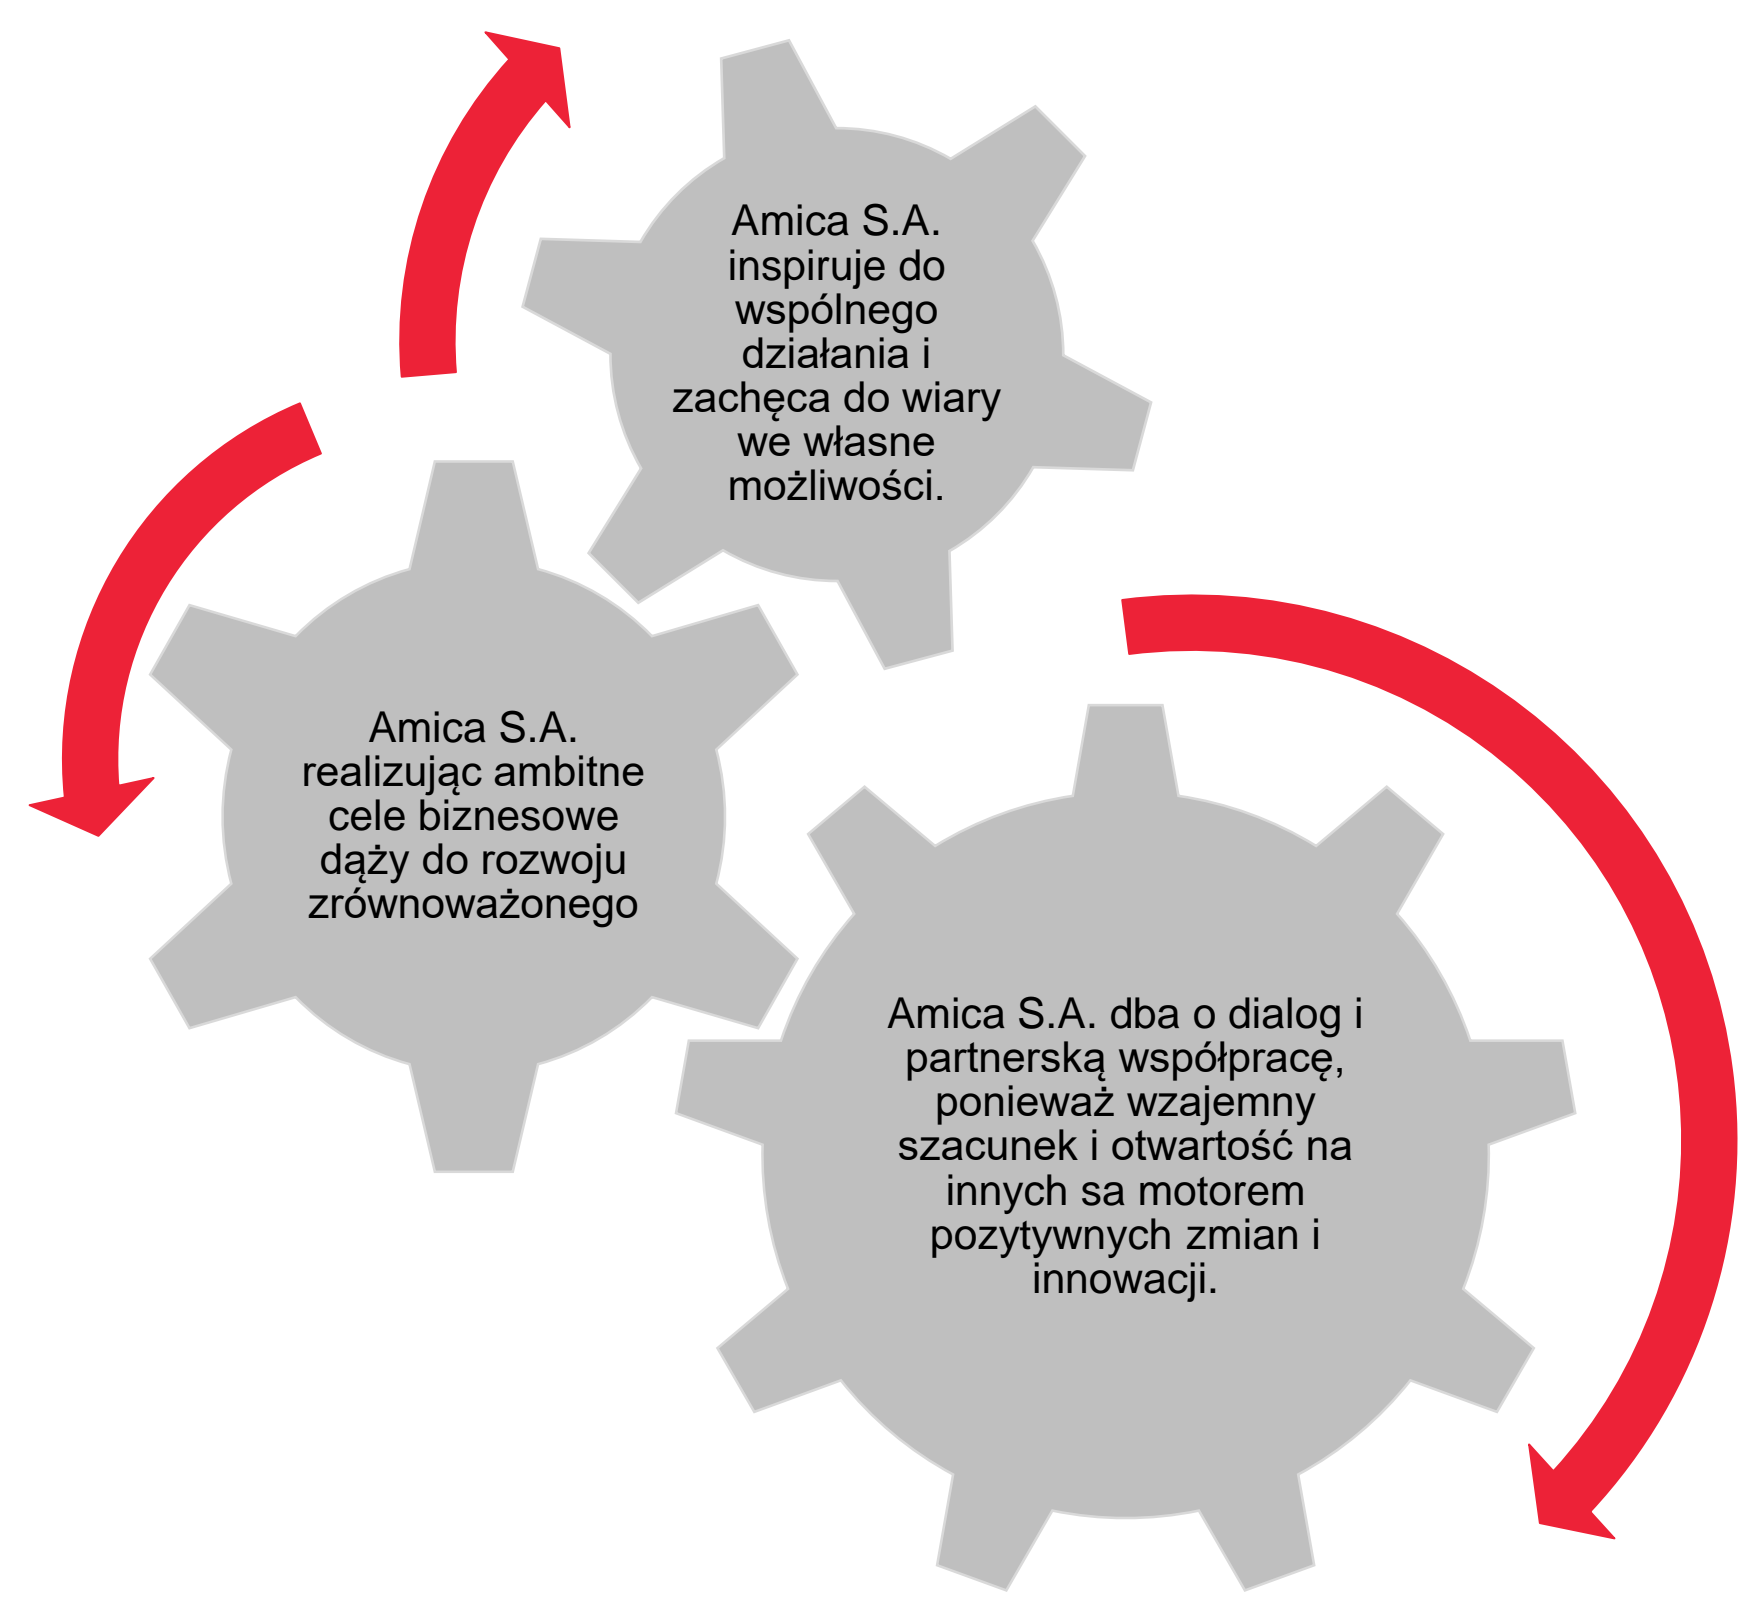 Amica S.A.
inspiruje do
wspólnego
działania i
zachęca do wiary
we własne
możliwości.
Amica S.A.
realizując ambitne
cele biznesowe
dąży do rozwoju
zrównoważonego
Amica S.A. dba o dialog i
partnerską współpracę,
ponieważ wzajemny
szacunek i otwartość na
innych sa motorem
pozytywnych zmian i
innowacji.